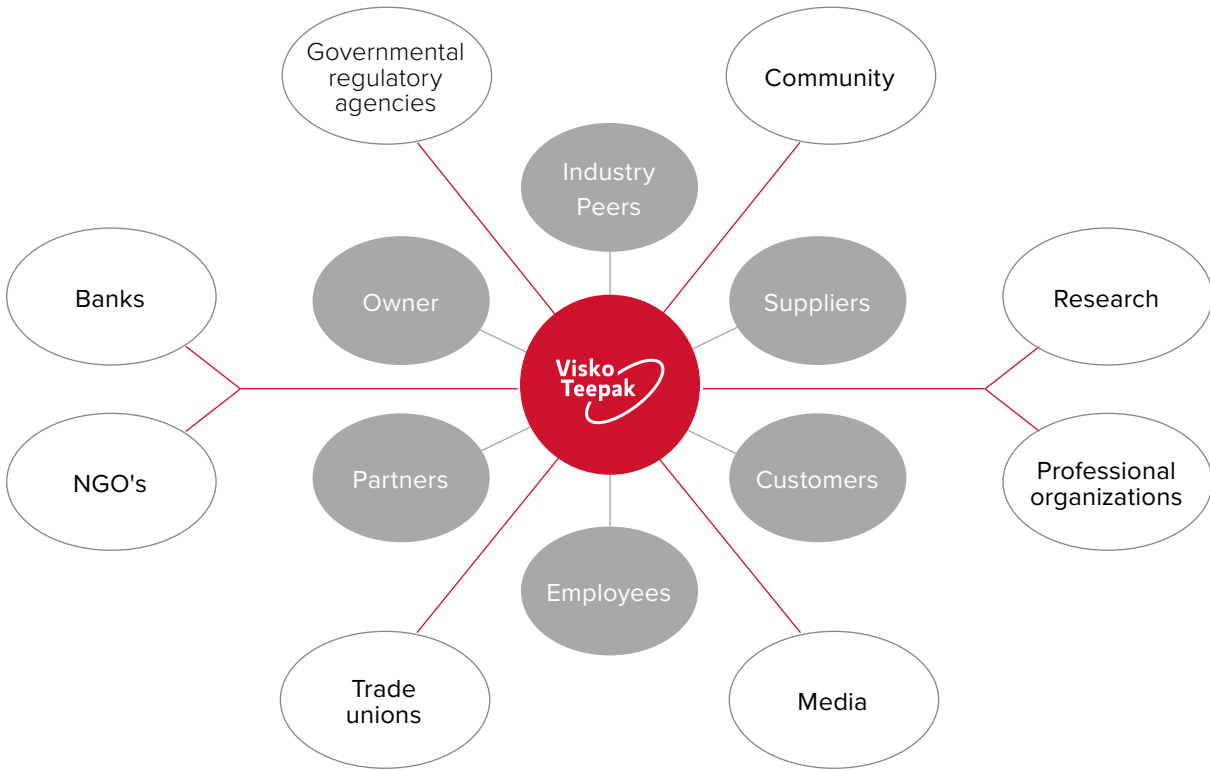 Governmental
regulatory
agencies
Community
Industry
Peers
Banks
Owner
Suppliers
Research
Visko
Teepak
NGO's
Partners
Customers
Professional
organizations
Employees
Trade
unions
Media